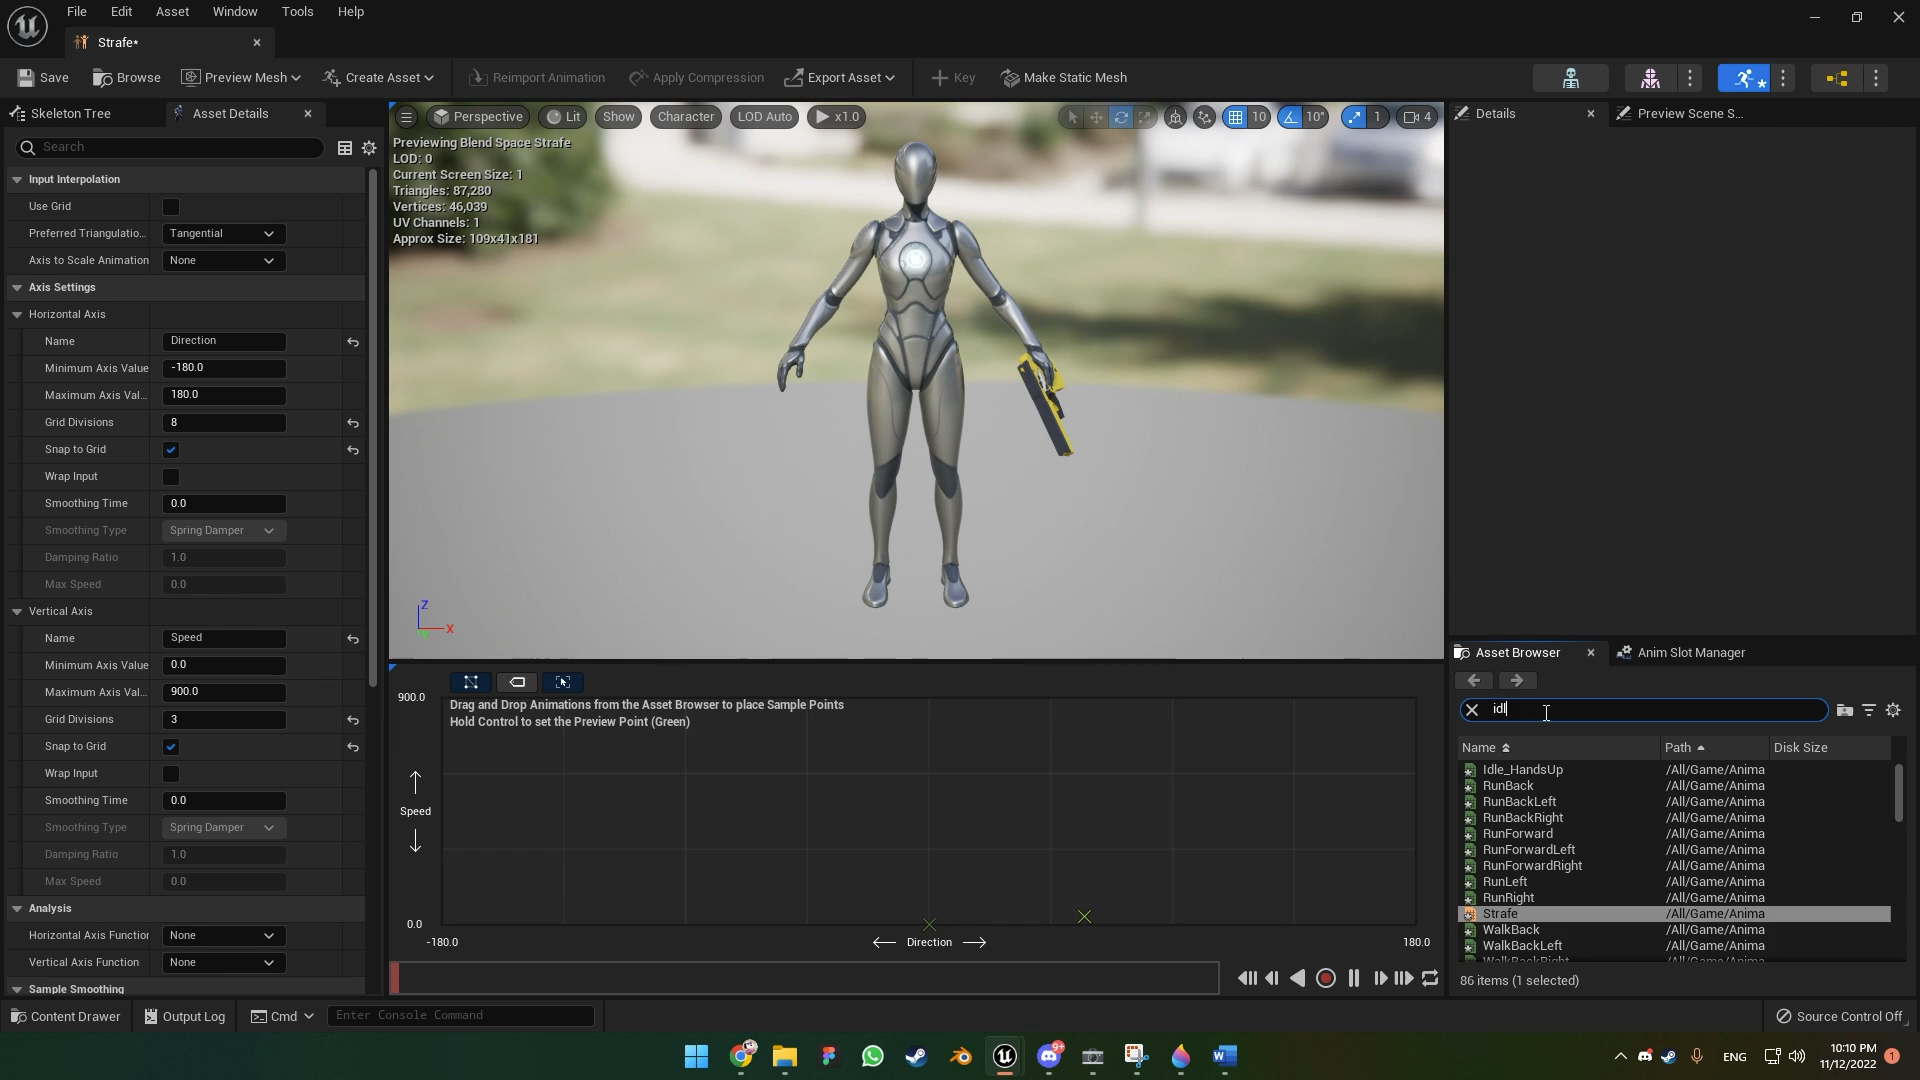 File Edit Asset Window Tools Help
Strafe*
Save Browse Preview Mesh Create Asset Reimport Animation Apply Compression Export Asset Key Make Static Mesh
Skeleton Tree Asset Details
Search
Input Interpolation
Use Grid
Preferred Triangulatio... Tangential
Axis to Scale Animation None
Axis Settings
Horizontal Axis
Name Direction
Minimum Axis Value -180.0
Maximum Axis Val... 180.0
Grid Divisions 8
Snap to Grid
Wrap Input
Smoothing Time 0.0
Smoothing Type Spring Damper
Damping Ratio 1.0
Max Speed 0.0
Vertical Axis
Name Speed
Minimum Axis Value 0.0
Maximum Axis Val... 900.0
Grid Divisions 3
Snap to Grid
Wrap Input
Smoothing Time 0.0
Smoothing Type Spring Damper
Damping Ratio 1.0
Max Speed 0.0
Analysis
Horizontal Axis Function None
Vertical Axis Function None
Sample Smoothing
Perspective Lit Show Character LOD Auto x1.0 10 10° 1 4
Previewing Blend Space Strafe
LOD: 0
Current Screen Size: 1
Triangles: 87,280
Vertices: 46,039
UV Channels: 1
Approx Size: 109x41x181
Z
X
Y
900.0
Drag and Drop Animations from the Asset Browser to place Sample Points
Hold Control to set the Preview Point (Green)
Speed
0.0
-180.0 Direction 180.0
Details Preview Scene S...
Asset Browser Anim Slot Manager
idl
Name Path Disk Size
Idle_HandsUp /All/Game/Anima
RunBack /All/Game/Anima
RunBackLeft /All/Game/Anima
RunBackRight /All/Game/Anima
RunForward /All/Game/Anima
RunForwardLeft /All/Game/Anima
RunForwardRight /All/Game/Anima
RunLeft /All/Game/Anima
RunRight /All/Game/Anima
Strafe /All/Game/Anima
WalkBack /All/Game/Anima
WalkBackLeft /All/Game/Anima
WalkBackRight /All/Game/Anima
86 items (1 selected)
Content Drawer Output Log Cmd Enter Console Command Source Control Off
9+ ENG 10:10 PM 1
11/12/2022